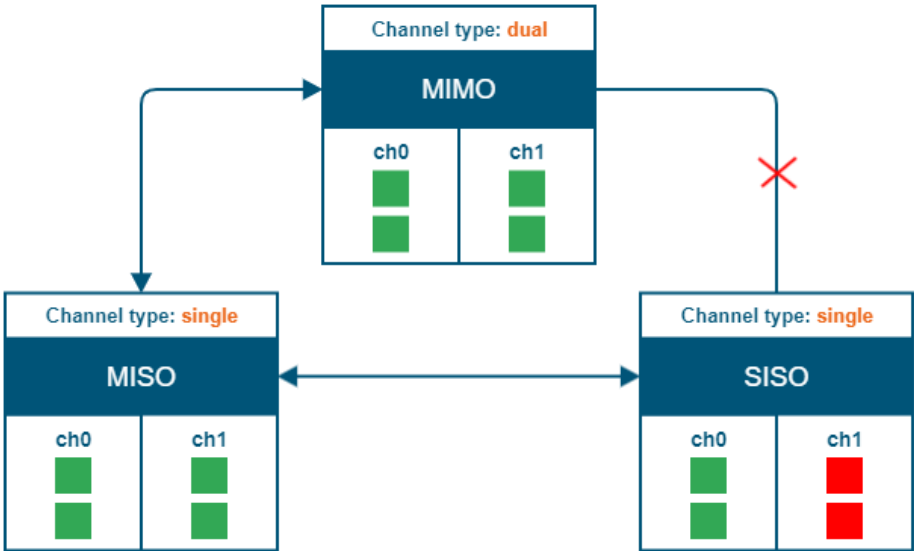 Channel type: dual
MIMO
ch0 ch1
Channel type: single
MISO
ch0 ch1
Channel type: single
SISO
ch0 ch1